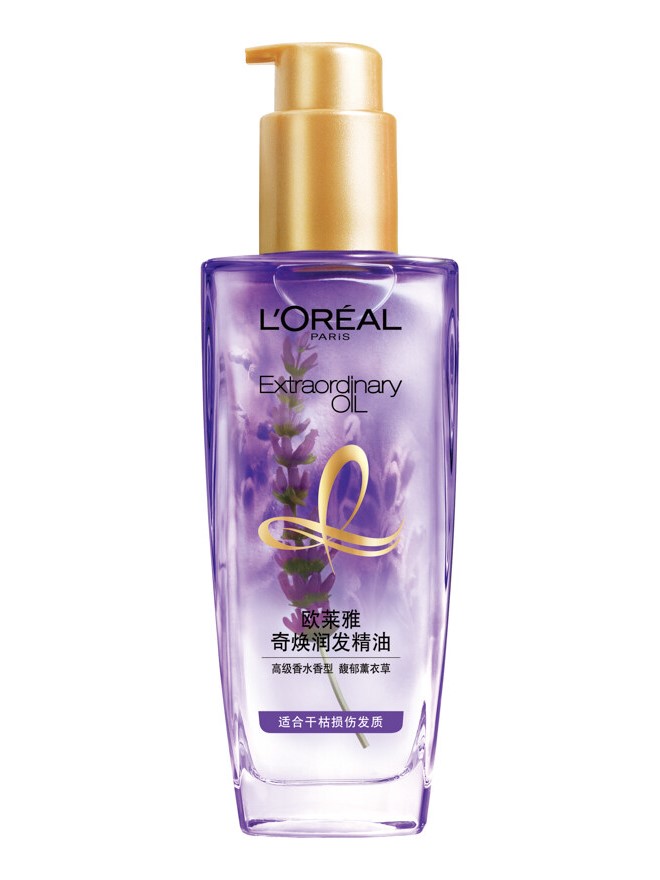 L'ORÉAL
PARiS
Extraordinary
OIL
欧莱雅
奇焕润发精油
高级香水香型 馥郁薰衣草
适合干枯损伤发质